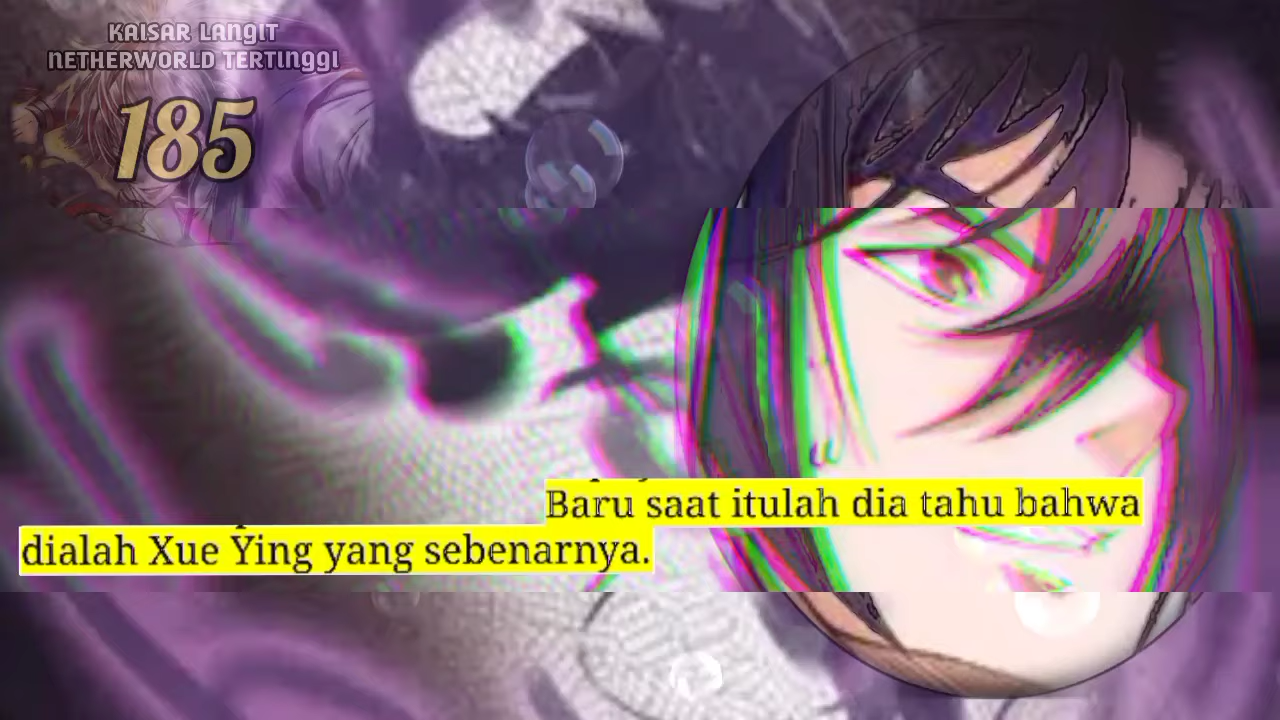 KAISAR LANGIT
NETHERWORLD TERTINGGI
185
Baru saat itulah dia tahu bahwa
dialah Xue Ying yang sebenarnya.